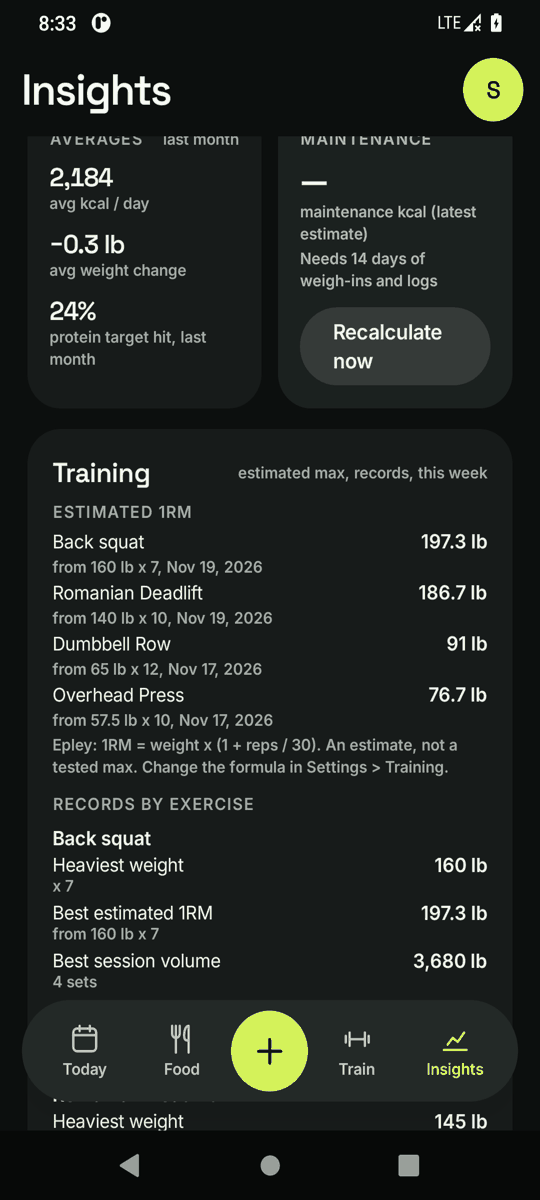 8:33
LTE
Insights
S
AVERAGES last month
2,184
avg kcal / day
-0.3 lb
avg weight change
24%
protein target hit, last
month
MAINTENANCE
—
maintenance kcal (latest
estimate)
Needs 14 days of
weigh-ins and logs
Recalculate
now
Training estimated max, records, this week
ESTIMATED 1RM
Back squat 197.3 lb
from 160 lb x 7, Nov 19, 2026
Romanian Deadlift 186.7 lb
from 140 lb x 10, Nov 19, 2026
Dumbbell Row 91 lb
from 65 lb x 12, Nov 17, 2026
Overhead Press 76.7 lb
from 57.5 lb x 10, Nov 17, 2026
Epley: 1RM = weight x (1 + reps / 30). An estimate, not a
tested max. Change the formula in Settings > Training.
RECORDS BY EXERCISE
Back squat
Heaviest weight 160 lb
x 7
Best estimated 1RM 197.3 lb
from 160 lb x 7
Best session volume 3,680 lb
4 sets
Today
Food
+
Train
Insights
Heaviest weight 145 lb